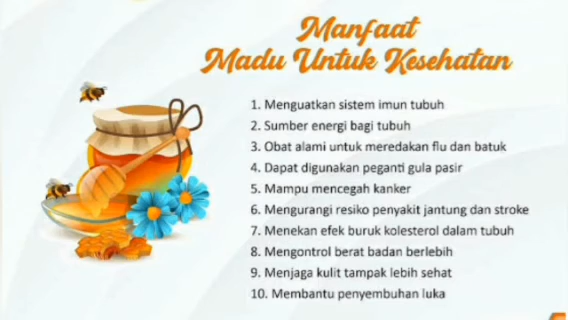 Manfaat
Madu Untuk Kesehatan
1. Menguatkan sistem imun tubuh
2. Sumber energi bagi tubuh
3. Obat alami untuk meredakan flu dan batuk
4. Dapat digunakan peganti gula pasir
5. Mampu mencegah kanker
6. Mengurangi resiko penyakit jantung dan stroke
7. Menekan efek buruk kolesterol dalam tubuh
8. Mengontrol berat badan berlebih
9. Menjaga kulit tampak lebih sehat
10. Membantu penyembuhan luka